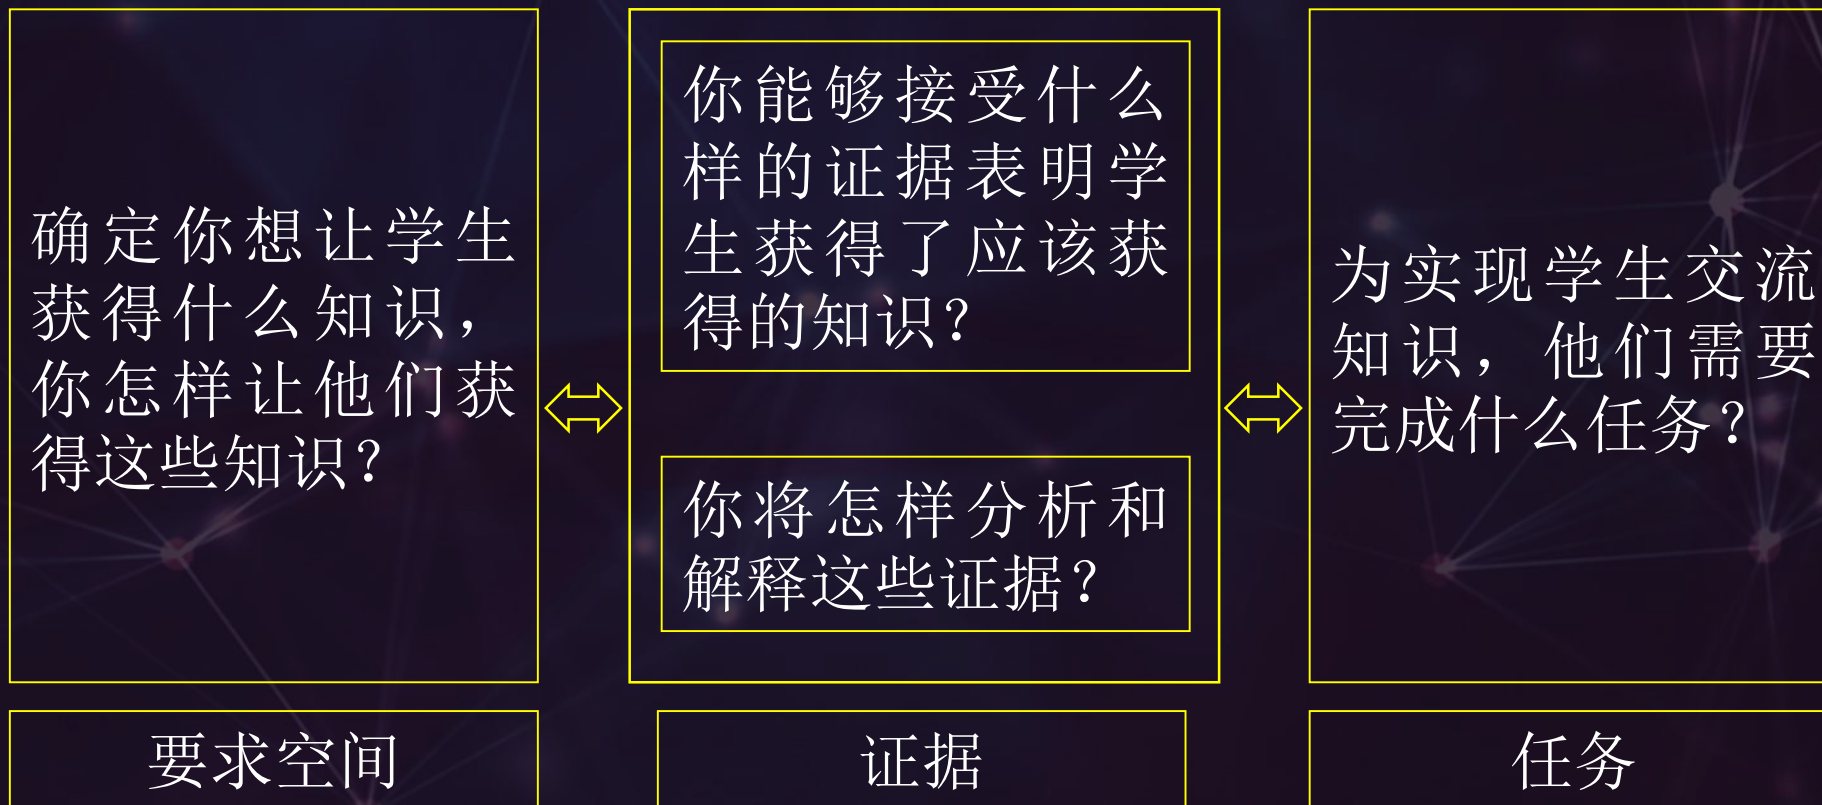 确定你想让学生
获得什么知识，
你怎样让他们获
得这些知识？
你能够接受什么
样的证据表明学
生获得了应该获
得的知识？
你将怎样分析和
解释这些证据？
为实现学生交流
知识，他们需要
完成什么任务？
要求空间
证据
任务